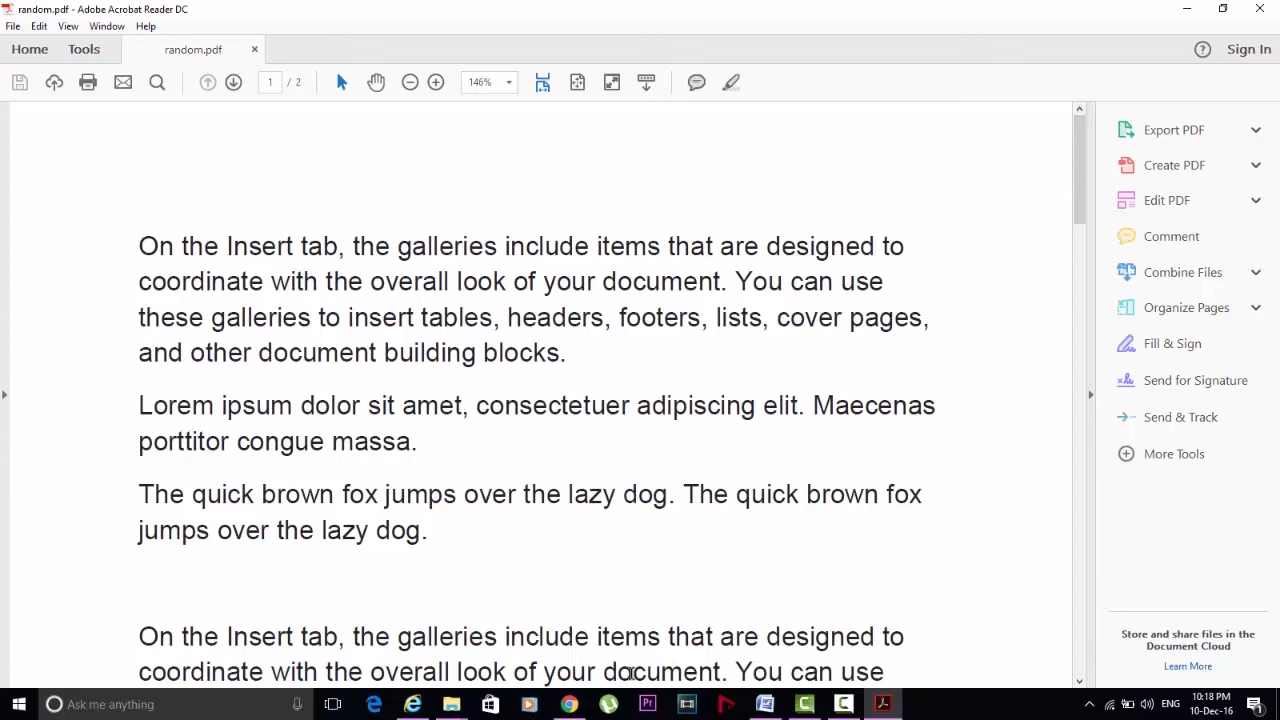 random.pdf - Adobe Acrobat Reader DC
File Edit View Window Help
Home Tools random.pdf × ? Sign In
1 / 2 146%
On the Insert tab, the galleries include items that are designed to
coordinate with the overall look of your document. You can use
these galleries to insert tables, headers, footers, lists, cover pages,
and other document building blocks.
Lorem ipsum dolor sit amet, consectetuer adipiscing elit. Maecenas
porttitor congue massa.
The quick brown fox jumps over the lazy dog. The quick brown fox
jumps over the lazy dog.
On the Insert tab, the galleries include items that are designed to
coordinate with the overall look of your document. You can use
Export PDF
Create PDF
Edit PDF
Comment
Combine Files
Organize Pages
Fill & Sign
Send for Signature
Send & Track
More Tools
Store and share files in the
Document Cloud
Learn More
Ask me anything
ENG
10:18 PM
10-Dec-16